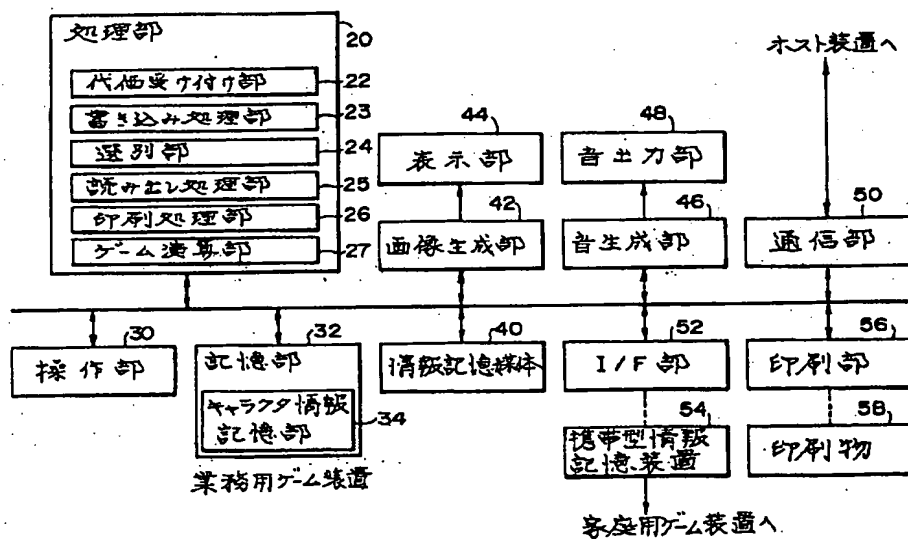 処理部
20
代価受け付け部
22
書き込み処理部
23
選別部
24
読み出し処理部
25
印刷処理部
26
ゲーム演算部
27
ホスト装置へ
44
表示部
48
音出力部
42
画像生成部
46
音生成部
50
通信部
30
操作部
32
記憶部
キャラクタ情報
記憶部
34
業務用ゲーム装置
40
情報記憶媒体
52
I/F部
54
携帯型情報
記憶装置
家庭用ゲーム装置へ
56
印刷部
58
印刷物